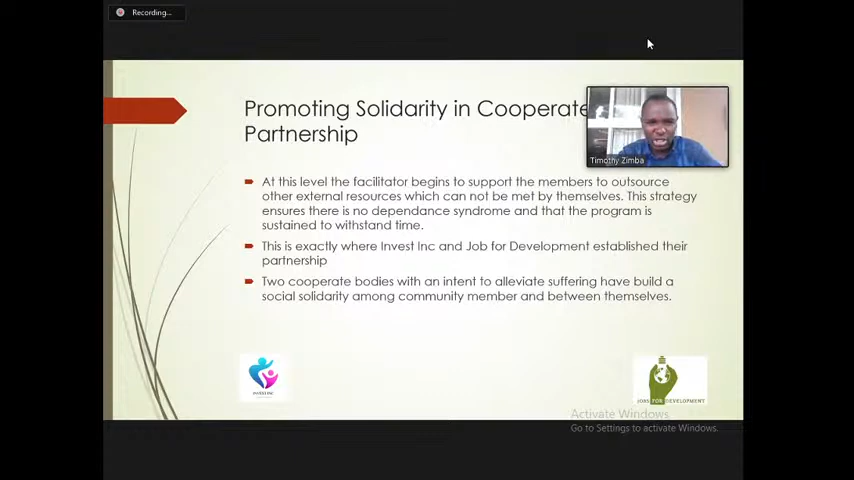 Recording...
Promoting Solidarity in Cooperate
Partnership
Timothy Zimba
At this level the facilitator begins to support the members to outsource
other external resources which can not be met by themselves. This strategy
ensures there is no dependance syndrome and that the program is
sustained to withstand time.
This is exactly where Invest Inc and Job for Development established their
partnership
Two cooperate bodies with an intent to alleviate suffering have build a
social solidarity among community member and between themselves.
INVEST INC
JOBS FOR DEVELOPMENT
Activate Windows
Go to Settings to activate Windows.